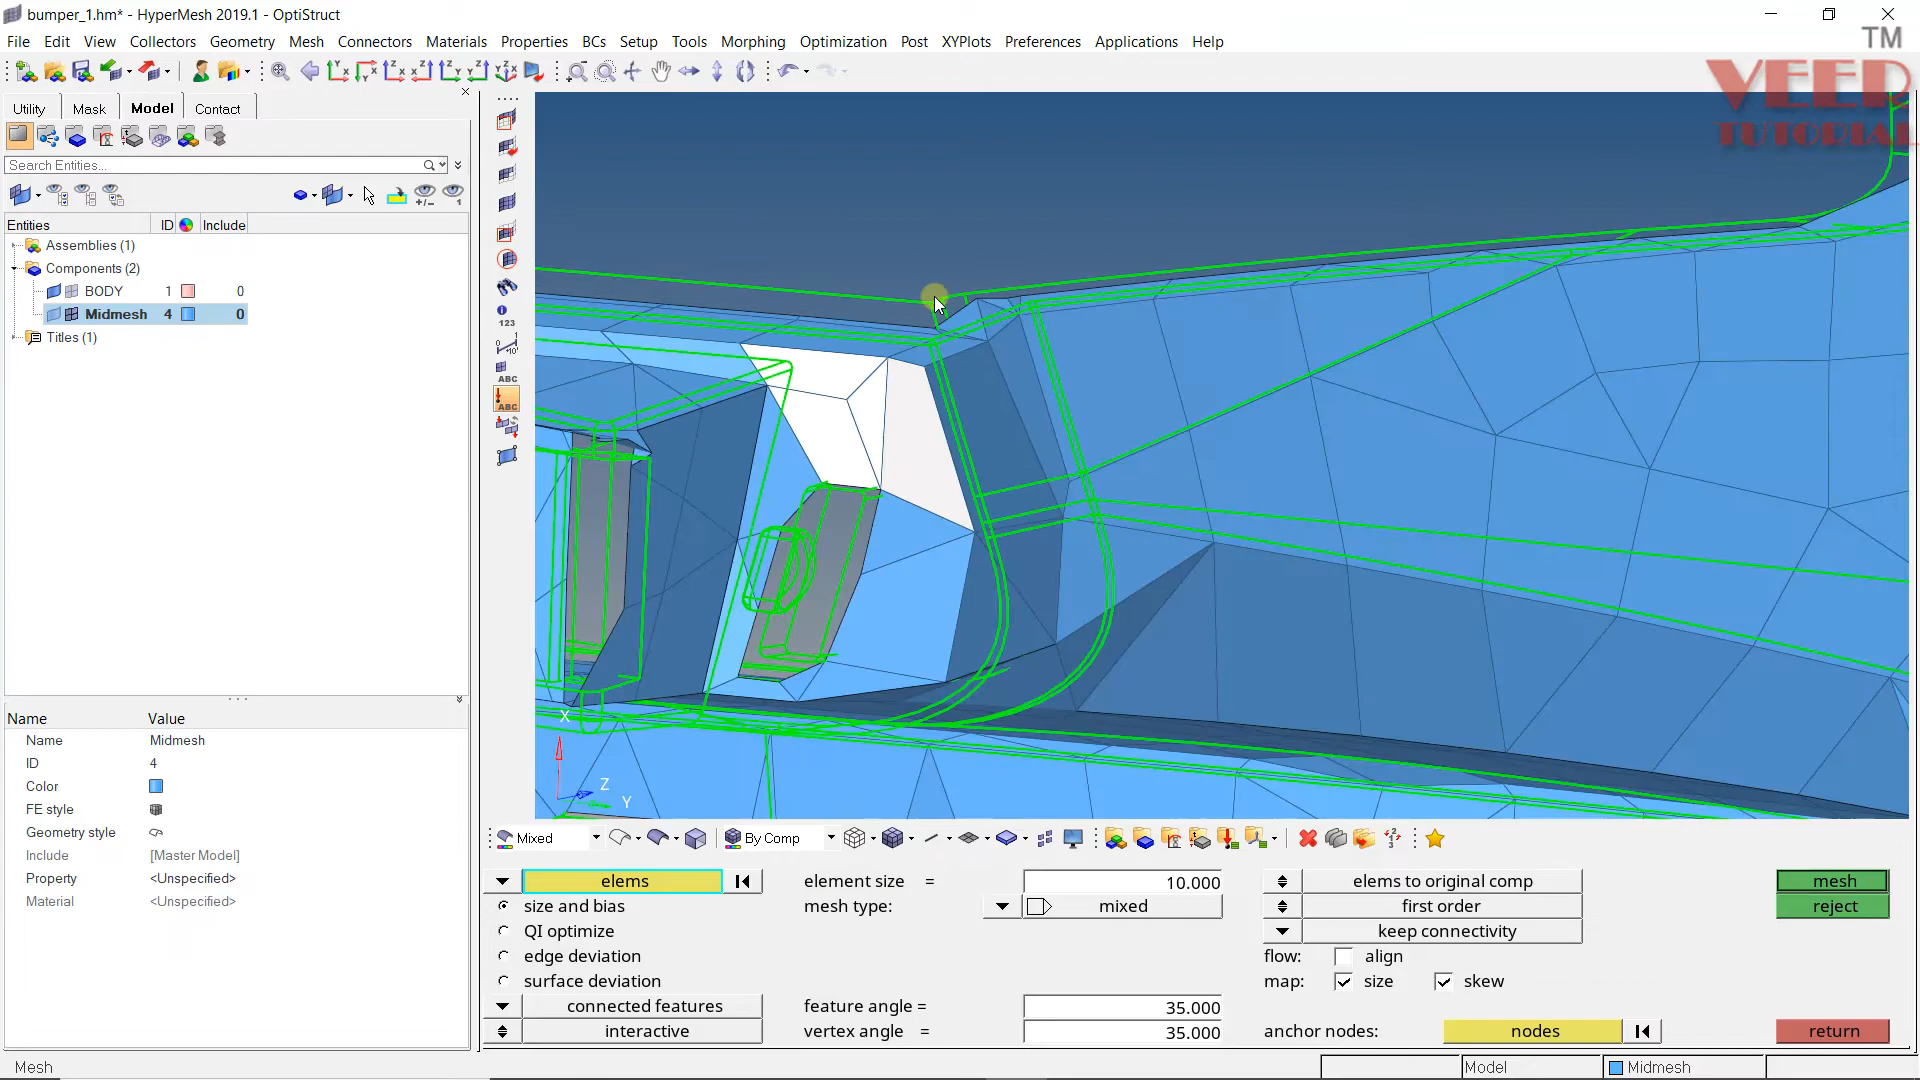 bumper_1.hm* - HyperMesh 2019.1 - OptiStruct
TM
File Edit View Collectors Geometry Mesh Connectors Materials Properties BCs Setup Tools Morphing Optimization Post XYPlots Preferences Applications Help
VEER
TUTORIAL
Utility Mask Model Contact
Search Entities...
Entities ID Include
Assemblies (1)
Components (2)
BODY 1 0
Midmesh 4 0
Titles (1)
123
ABC
ABC
Name Value
Name Midmesh
ID 4
Color
FE style
Geometry style
Include [Master Model]
Property <Unspecified>
Material <Unspecified>
X
Z
Y
Mixed By Comp
elems element size = 10.000 elems to original comp mesh
size and bias mesh type: mixed first order reject
QI optimize keep connectivity
edge deviation flow: align
surface deviation map: size skew
connected features feature angle = 35.000
interactive vertex angle = 35.000 anchor nodes: nodes return
Mesh Model Midmesh